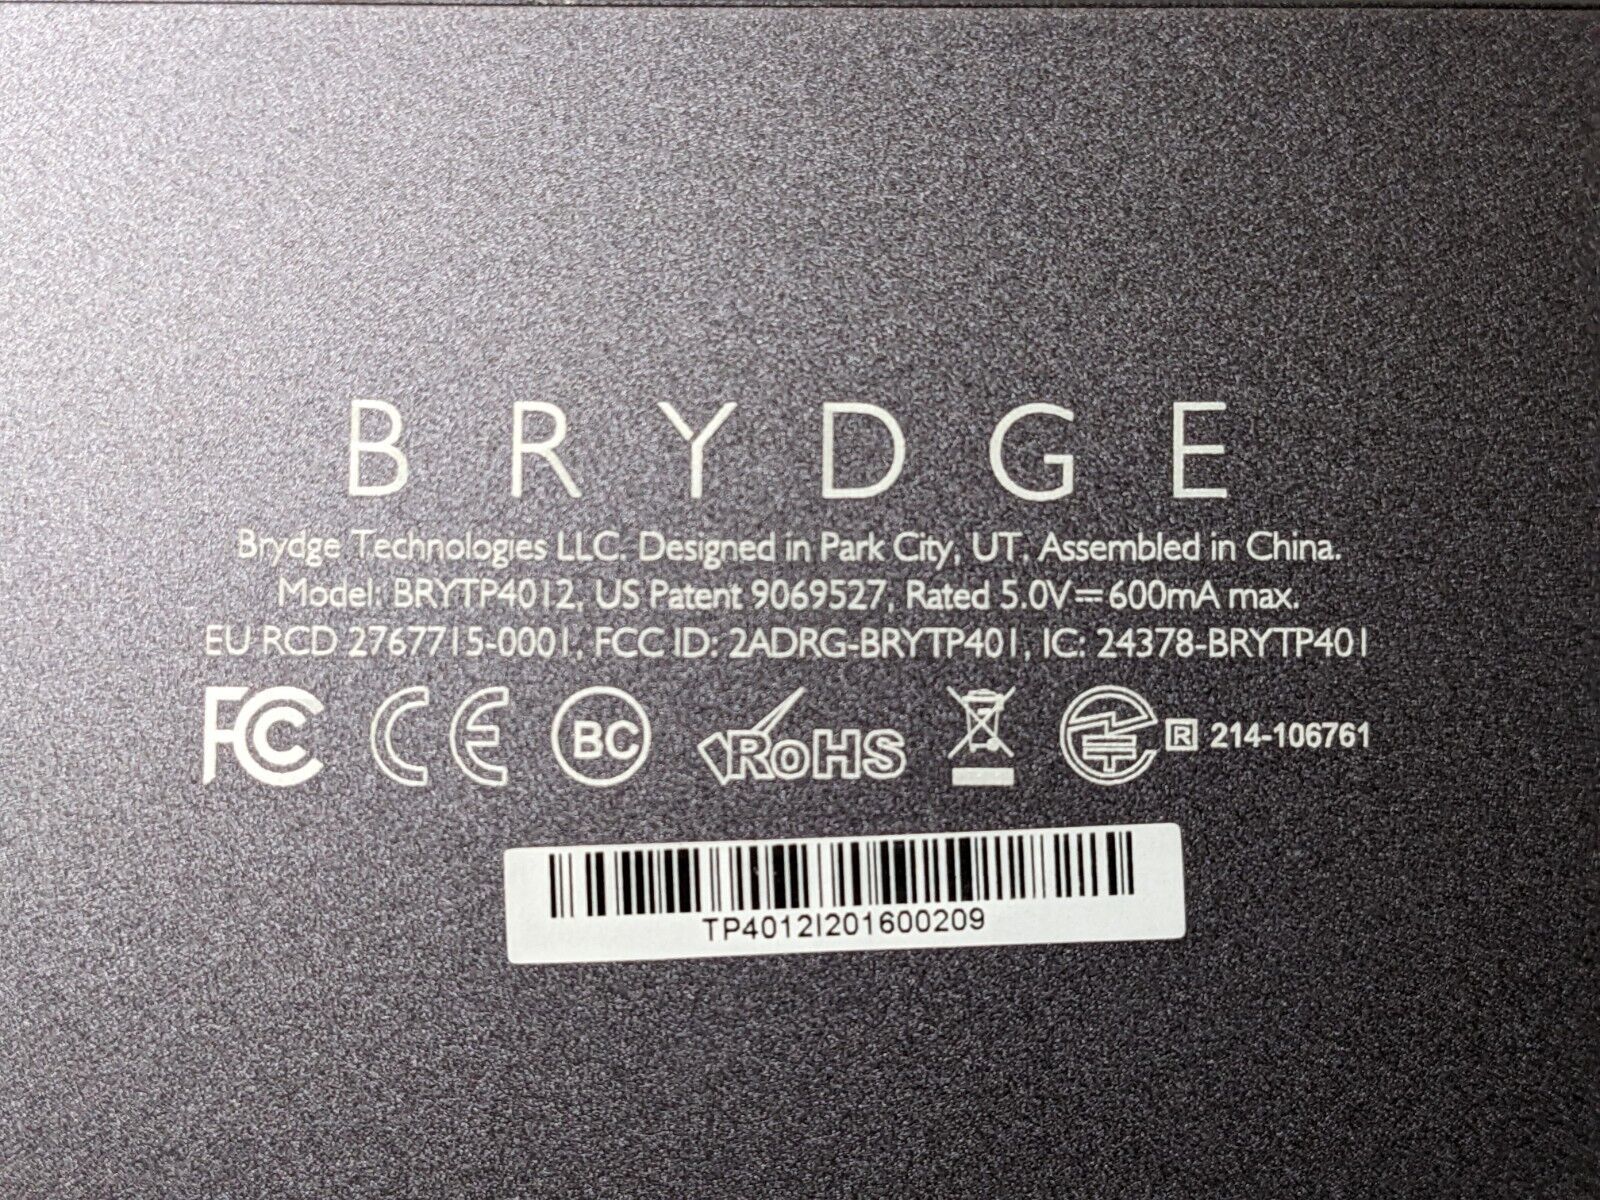 BRYDGE
Brydge Technologies LLC. Designed in Park City, UT, Assembled in China.
Model: BRYTP4012, US Patent 9069527, Rated 5.0V⎓600mA max.
EU RCD 2767715-0001, FCC ID: 2ADRG-BRYTP401, IC: 24378-BRYTP401
FC CE BC RoHS R 214-106761
TP4012I201600209